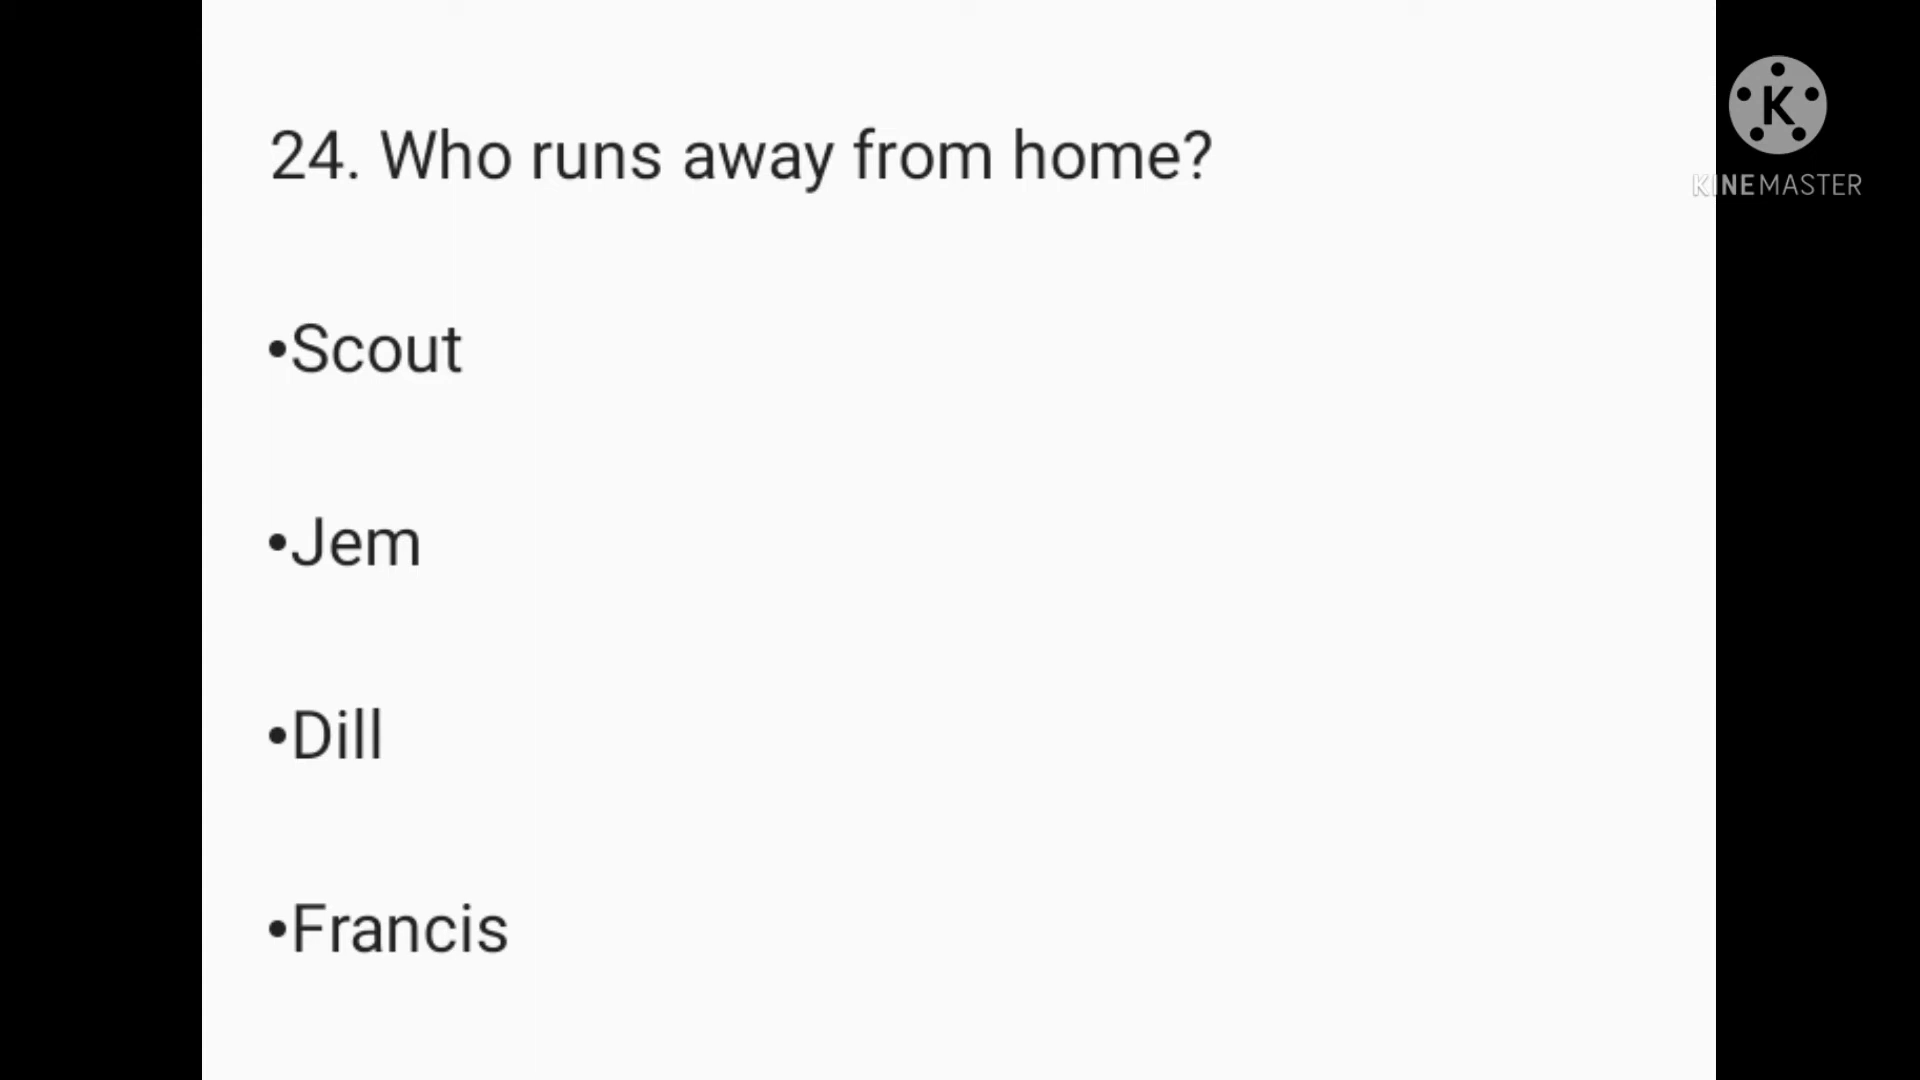 24. Who runs away from home?
•Scout
•Jem
•Dill
•Francis
K
KINEMASTER